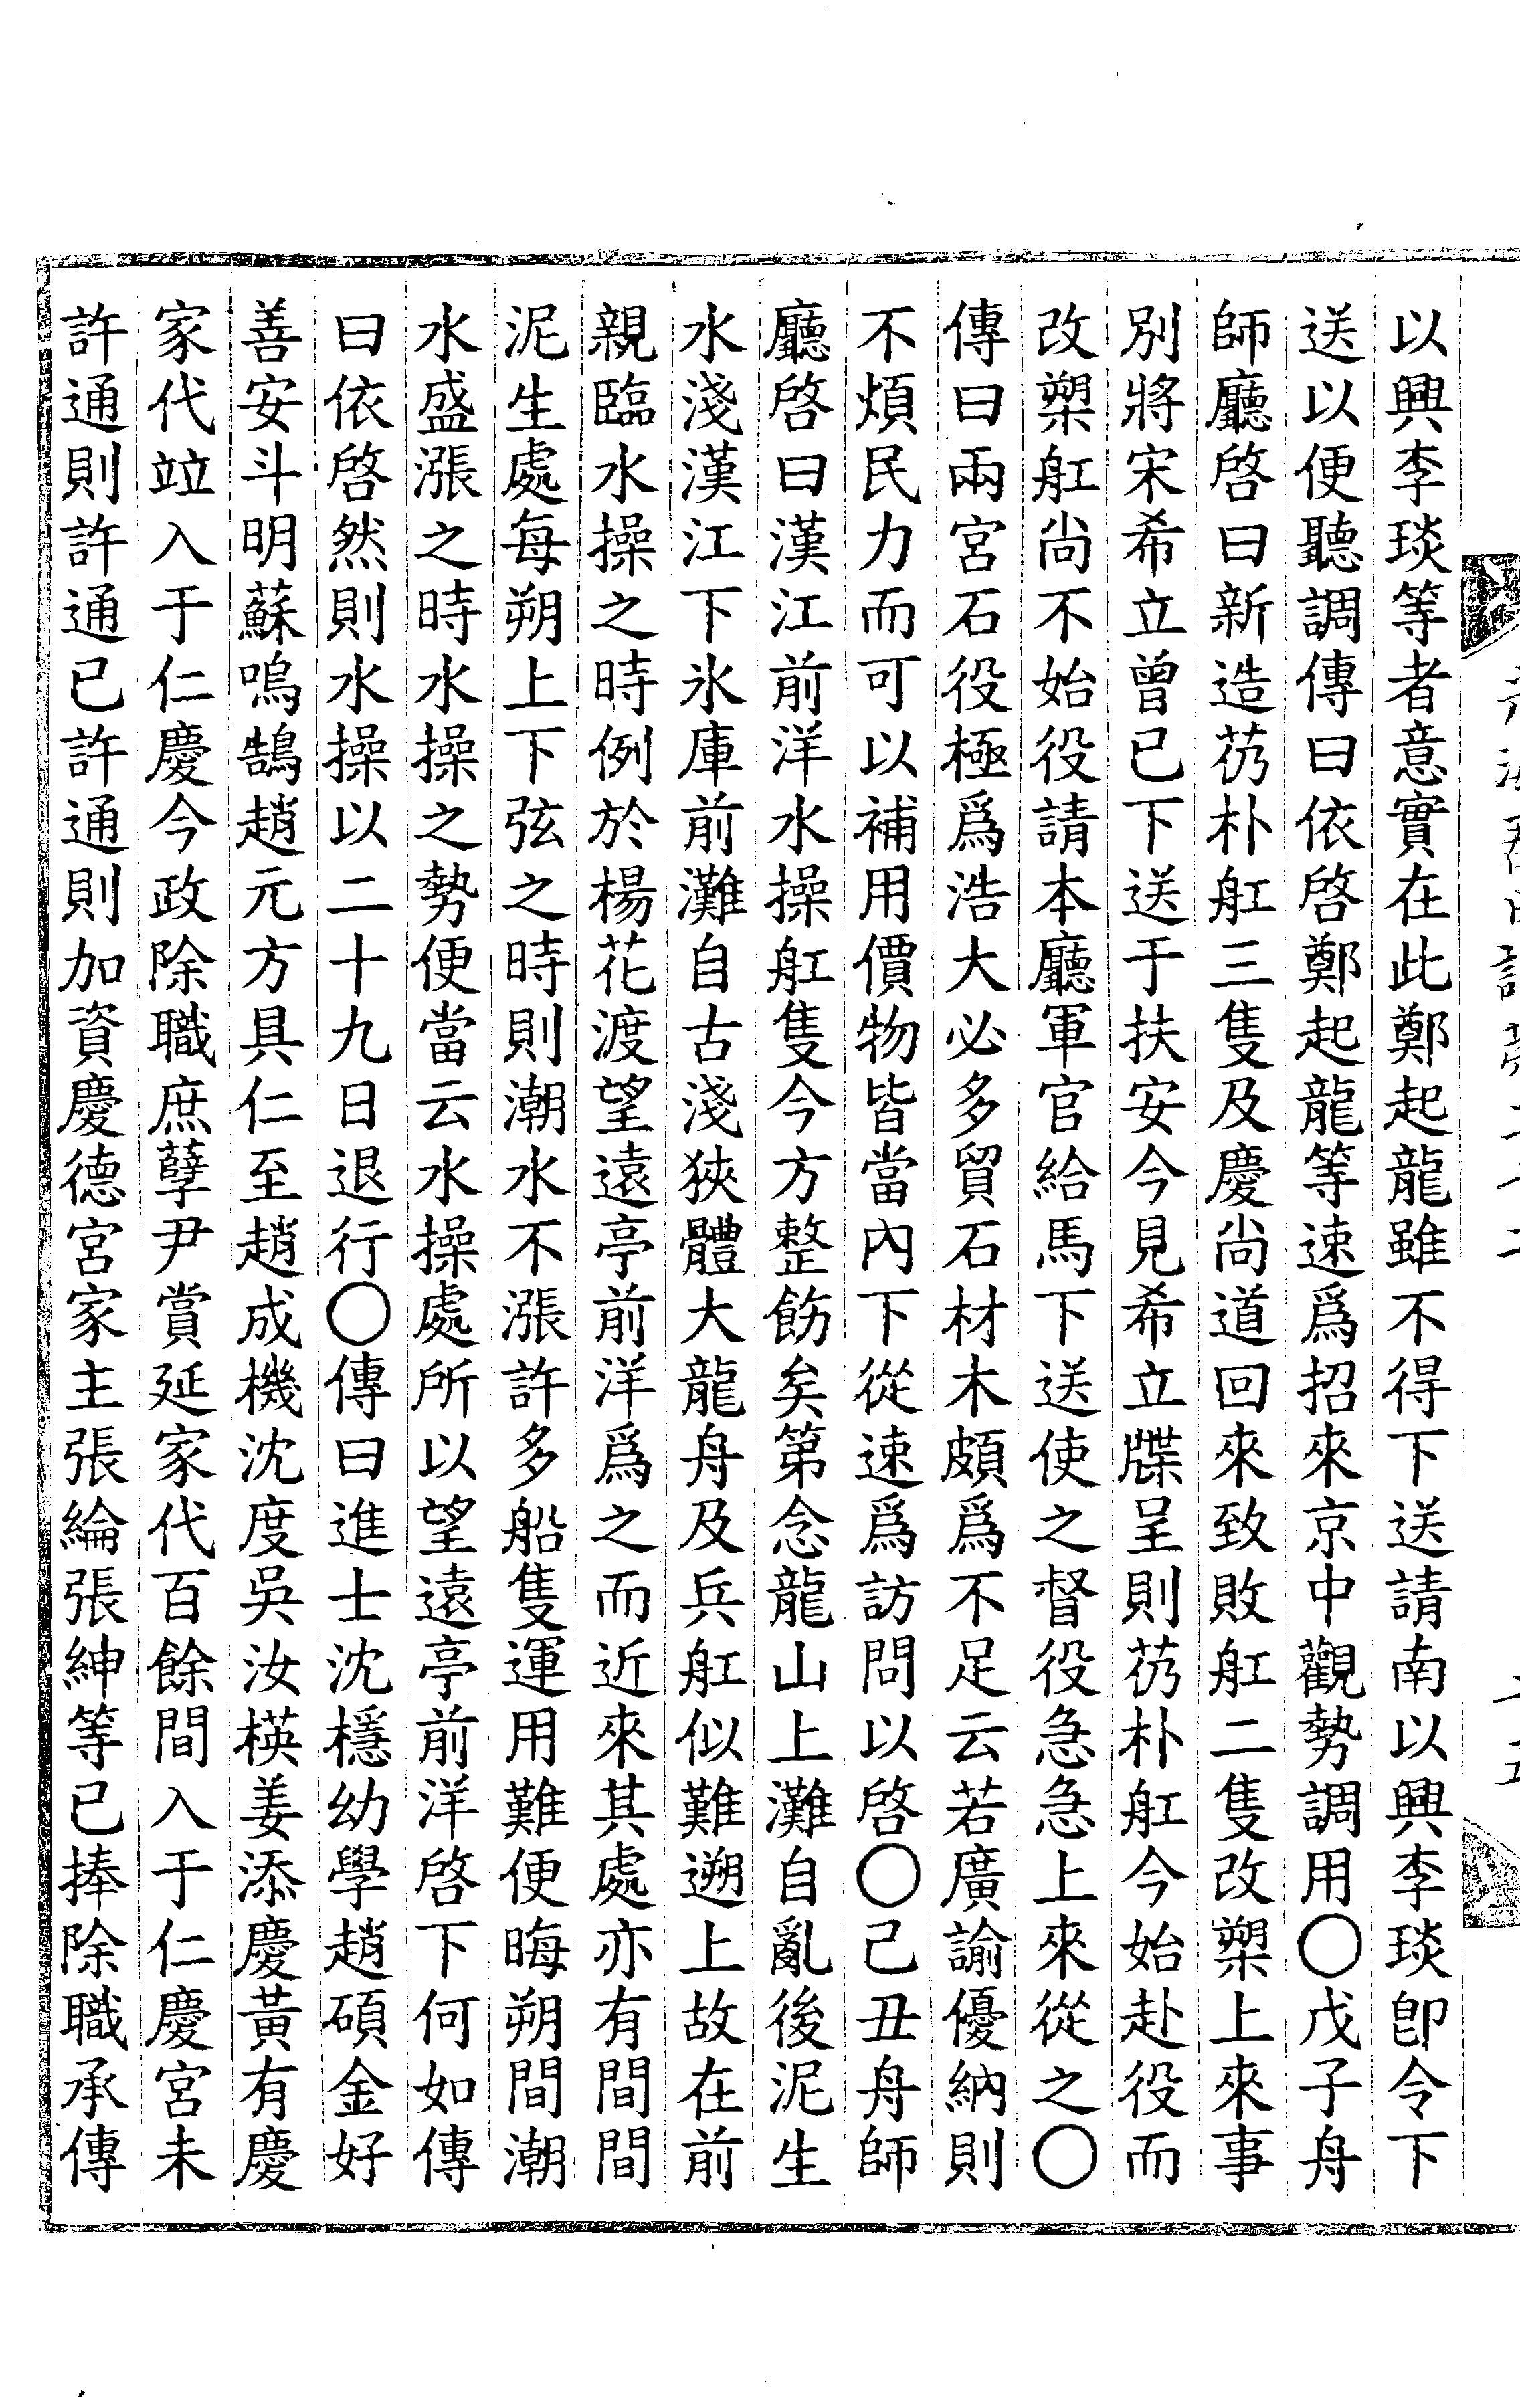 以興李琰等者意實在此鄭起龍雖不得下送請南以興李琰卽令下
送以便聽調傳曰依啓鄭起龍等速爲招來京中觀勢調用○戊子舟
師廳啓曰新造芿朴舡三隻及慶尙道回來致敗舡二隻改槊上來事
別將宋希立曾已下送于扶安今見希立牒呈則芿朴舡今始赴役而
改槊舡尙不始役請本廳軍官給馬下送使之督役急急上來從之○
傳曰兩宮石役極爲浩大必多貿石材木頗爲不足云若廣諭優納則
不煩民力而可以補用價物皆當內下從速爲訪問以啓○己丑舟師
廳啓曰漢江前洋水操舡隻今方整飭矣第念龍山上灘自亂後泥生
水淺漢江下氷庫前灘自古淺狹體大龍舟及兵舡似難遡上故在前
親臨水操之時例於楊花渡望遠亭前洋爲之而近來其處亦有間間
泥生處每朔上下弦之時則潮水不漲許多船隻運用難便晦朔間潮
水盛漲之時水操之勢便當云水操處所以望遠亭前洋啓下何如傳
曰依啓然則水操以二十九日退行○傳曰進士沈穩幼學趙碩金好
善安斗明蘇鳴鵠趙元方具仁至趙成機沈度吳汝楧姜添慶黃有慶
家代竝入于仁慶今政除職庶孽尹賞延家代百餘間入于仁慶宮未
許通則許通已許通則加資慶德宮家主張綸張紳等已捧除職承傳